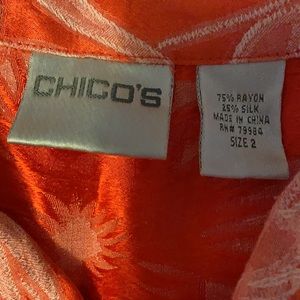 CHICO'S
75% RAYON
25% SILK
MADE IN CHINA
RN# 79984
SIZE 2